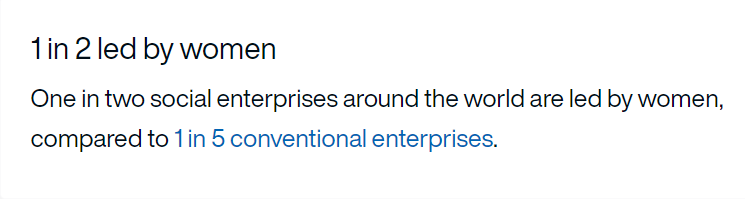 1 in 2 led by women
One in two social enterprises around the world are led by women,
compared to 1 in 5 conventional enterprises.